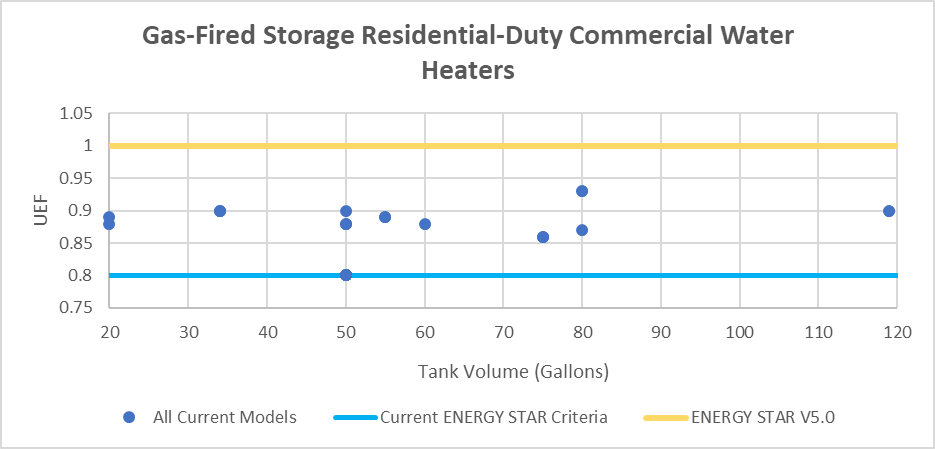 Gas-Fired Storage Residential-Duty Commercial Water
Heaters
UEF
1.05
1
0.95
0.9
0.85
0.8
0.75
20 30 40 50 60 70 80 90 100 110 120
Tank Volume (Gallons)
All Current Models Current ENERGY STAR Criteria ENERGY STAR V5.0